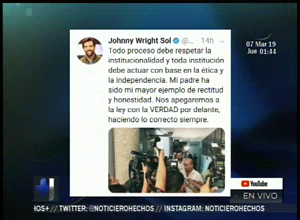 Johnny Wright Sol @... · 14h
Todo proceso debe respetar la
institucionalidad y toda institución
debe actuar con base en la ética y
la independencia. Mi padre ha
sido mi mayor ejemplo de rectitud
y honestidad. Nos apegaremos a
la ley con la VERDAD por delante,
haciendo lo correcto siempre.
07 Mar 19
Jue 01:44
YouTube
EN VIVO
HOS+// TWITTER: @NOTICIEROHECHOS // INSTAGRAM: NOTICIEROHECHOS